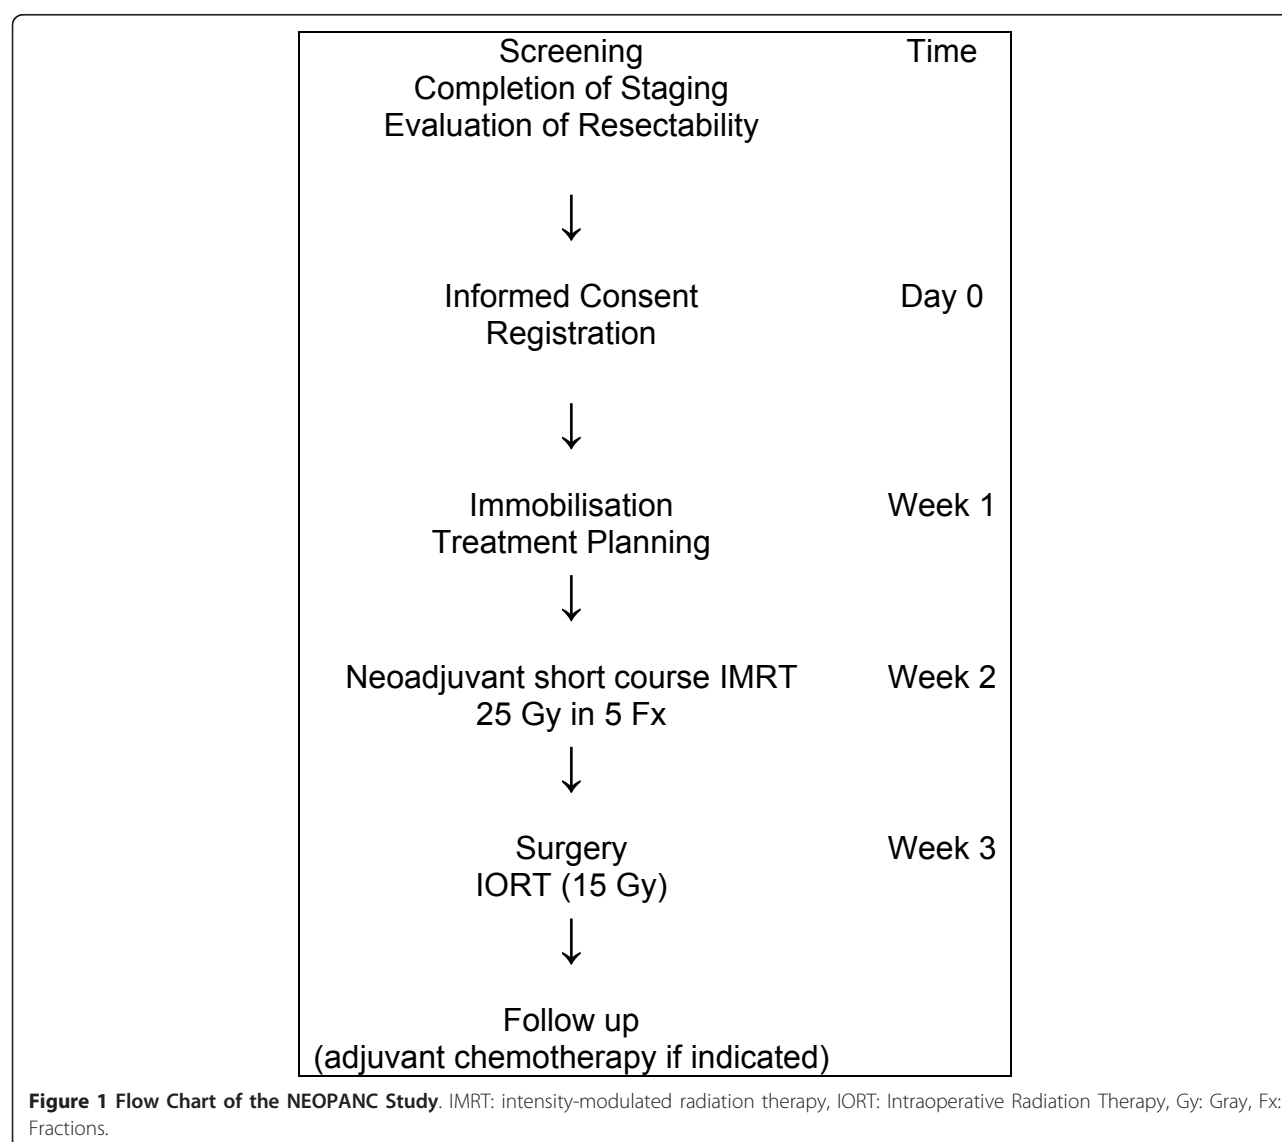 Screening Time
Completion of Staging
Evaluation of Resectability
↓
Informed Consent Day 0
Registration
↓
Immobilisation Week 1
Treatment Planning
↓
Neoadjuvant short course IMRT Week 2
25 Gy in 5 Fx
↓
Surgery Week 3
IORT (15 Gy)
↓
Follow up
(adjuvant chemotherapy if indicated)
Figure 1 Flow Chart of the NEOPANC Study. IMRT: intensity-modulated radiation therapy, IORT: Intraoperative Radiation Therapy, Gy: Gray, Fx:
Fractions.